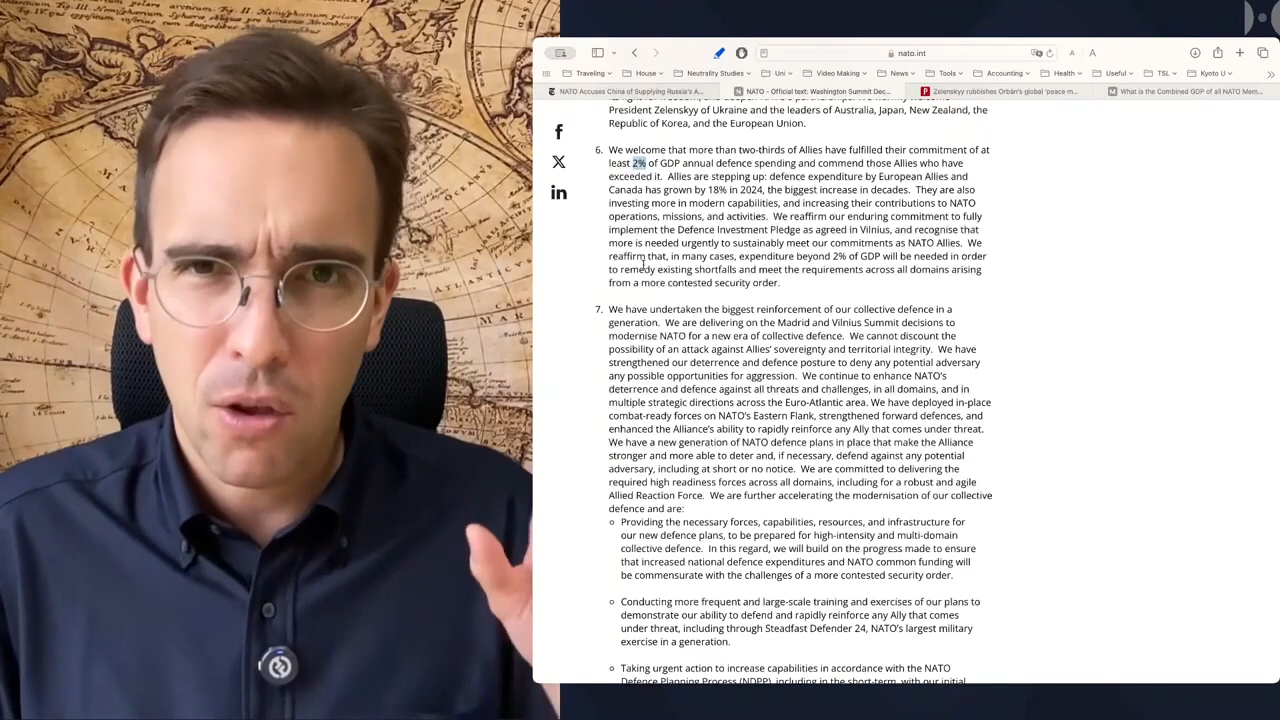 nato.int
A
A
Traveling
House
Neutrality Studies
Uni
Video Making
News
Tools
Accounting
Health
Useful
TSL
Kyoto U
NATO Accuses China of Supplying Russia's A...
NATO - Official text: Washington Summit Dec...
Zelenskyy rubbishes Orbán's global 'peace m...
What is the Combined GDP of all NATO Mem...
President Zelenskyy of Ukraine and the leaders of Australia, Japan, New Zealand, the
Republic of Korea, and the European Union.
6. We welcome that more than two-thirds of Allies have fulfilled their commitment of at
least 2% of GDP annual defence spending and commend those Allies who have
exceeded it. Allies are stepping up: defence expenditure by European Allies and
Canada has grown by 18% in 2024, the biggest increase in decades. They are also
investing more in modern capabilities, and increasing their contributions to NATO
operations, missions, and activities. We reaffirm our enduring commitment to fully
implement the Defence Investment Pledge as agreed in Vilnius, and recognise that
more is needed urgently to sustainably meet our commitments as NATO Allies. We
reaffirm that, in many cases, expenditure beyond 2% of GDP will be needed in order
to remedy existing shortfalls and meet the requirements across all domains arising
from a more contested security order.
7. We have undertaken the biggest reinforcement of our collective defence in a
generation. We are delivering on the Madrid and Vilnius Summit decisions to
modernise NATO for a new era of collective defence. We cannot discount the
possibility of an attack against Allies' sovereignty and territorial integrity. We have
strengthened our deterrence and defence posture to deny any potential adversary
any possible opportunities for aggression. We continue to enhance NATO's
deterrence and defence against all threats and challenges, in all domains, and in
multiple strategic directions across the Euro-Atlantic area. We have deployed in-place
combat-ready forces on NATO's Eastern Flank, strengthened forward defences, and
enhanced the Alliance's ability to rapidly reinforce any Ally that comes under threat.
We have a new generation of NATO defence plans in place that make the Alliance
stronger and more able to deter and, if necessary, defend against any potential
adversary, including at short or no notice. We are committed to delivering the
required high readiness forces across all domains, including for a robust and agile
Allied Reaction Force. We are further accelerating the modernisation of our collective
defence and are:
Providing the necessary forces, capabilities, resources, and infrastructure for
our new defence plans, to be prepared for high-intensity and multi-domain
collective defence. In this regard, we will build on the progress made to ensure
that increased national defence expenditures and NATO common funding will
be commensurate with the challenges of a more contested security order.
Conducting more frequent and large-scale training and exercises of our plans to
demonstrate our ability to defend and rapidly reinforce any Ally that comes
under threat, including through Steadfast Defender 24, NATO's largest military
exercise in a generation.
Taking urgent action to increase capabilities in accordance with the NATO
Defence Planning Process (NDPP), including in the short-term, with our initial